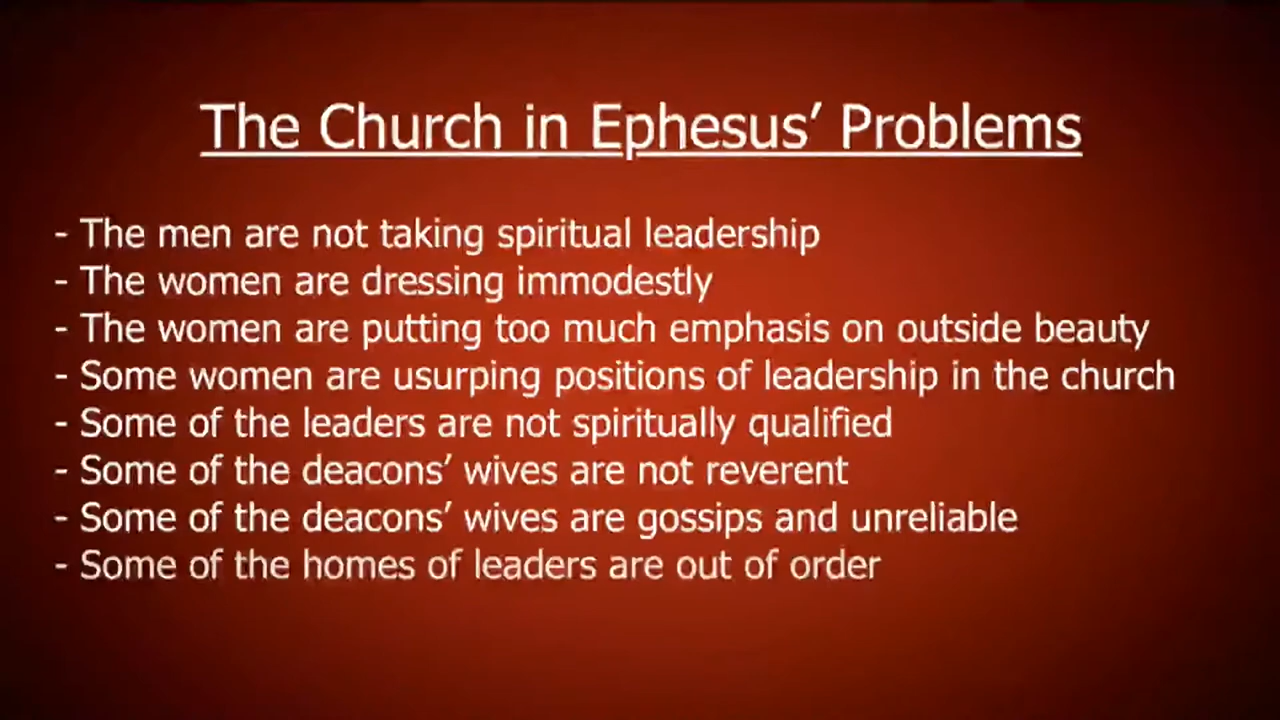 The Church in Ephesus’ Problems
- The men are not taking spiritual leadership
- The women are dressing immodestly
- The women are putting too much emphasis on outside beauty
- Some women are usurping positions of leadership in the church
- Some of the leaders are not spiritually qualified
- Some of the deacons’ wives are not reverent
- Some of the deacons’ wives are gossips and unreliable
- Some of the homes of leaders are out of order